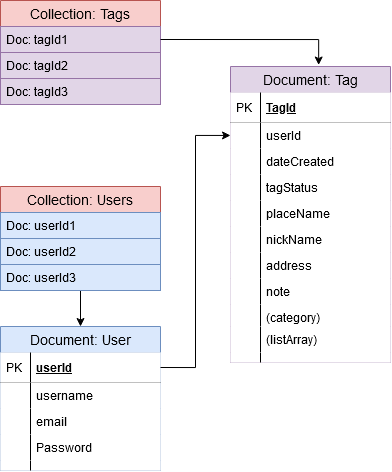 Collection: Tags
Doc: tagId1
Doc: tagId2
Doc: tagId3
Document: Tag
PK TagId
userId
dateCreated
tagStatus
placeName
nickName
address
note
(category)
(listArray)
Collection: Users
Doc: userId1
Doc: userId2
Doc: userId3
Document: User
PK userId
username
email
Password